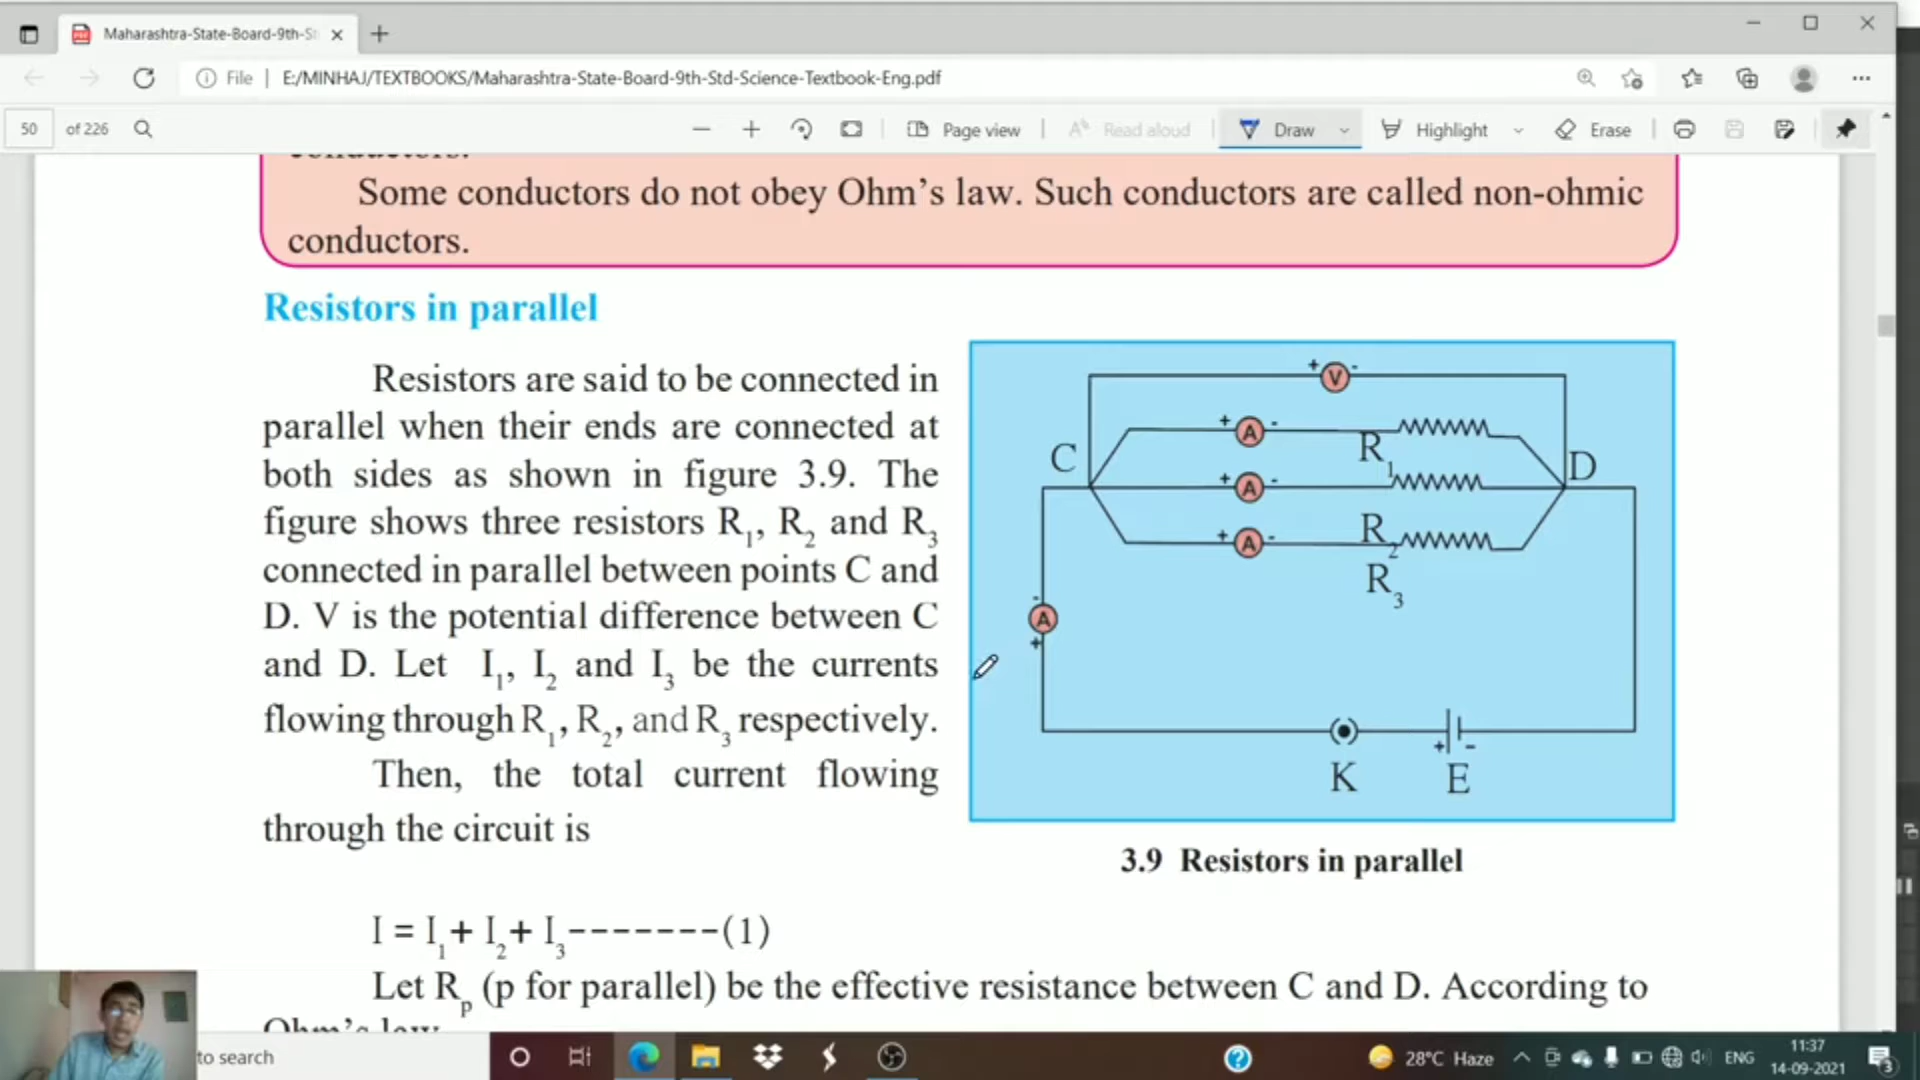 Maharashtra-State-Board-9th-St
File
E:/MINHAJ/TEXTBOOKS/Maharashtra-State-Board-9th-Std-Science-Textbook-Eng.pdf
50 of 226
Page view
Read aloud
Draw
Highlight
Erase
Some conductors do not obey Ohm’s law. Such conductors are called non-ohmic
conductors.
Resistors in parallel
Resistors are said to be connected in
parallel when their ends are connected at
both sides as shown in figure 3.9. The
figure shows three resistors R₁, R₂ and R₃
connected in parallel between points C and
D. V is the potential difference between C
and D. Let I₁, I₂ and I₃ be the currents
flowing through R₁, R₂, and R₃ respectively.
Then, the total current flowing
through the circuit is
+ V -
+ A - R₁
C D
+ A - R₂
+ A - R₃
- A +
+ -
K E
3.9 Resistors in parallel
I = I₁+ I₂+ I₃-------(1)
Let Rₚ (p for parallel) be the effective resistance between C and D. According to
Ohm’s law
to search
28°C Haze
ENG
11:37
14-09-2021
3